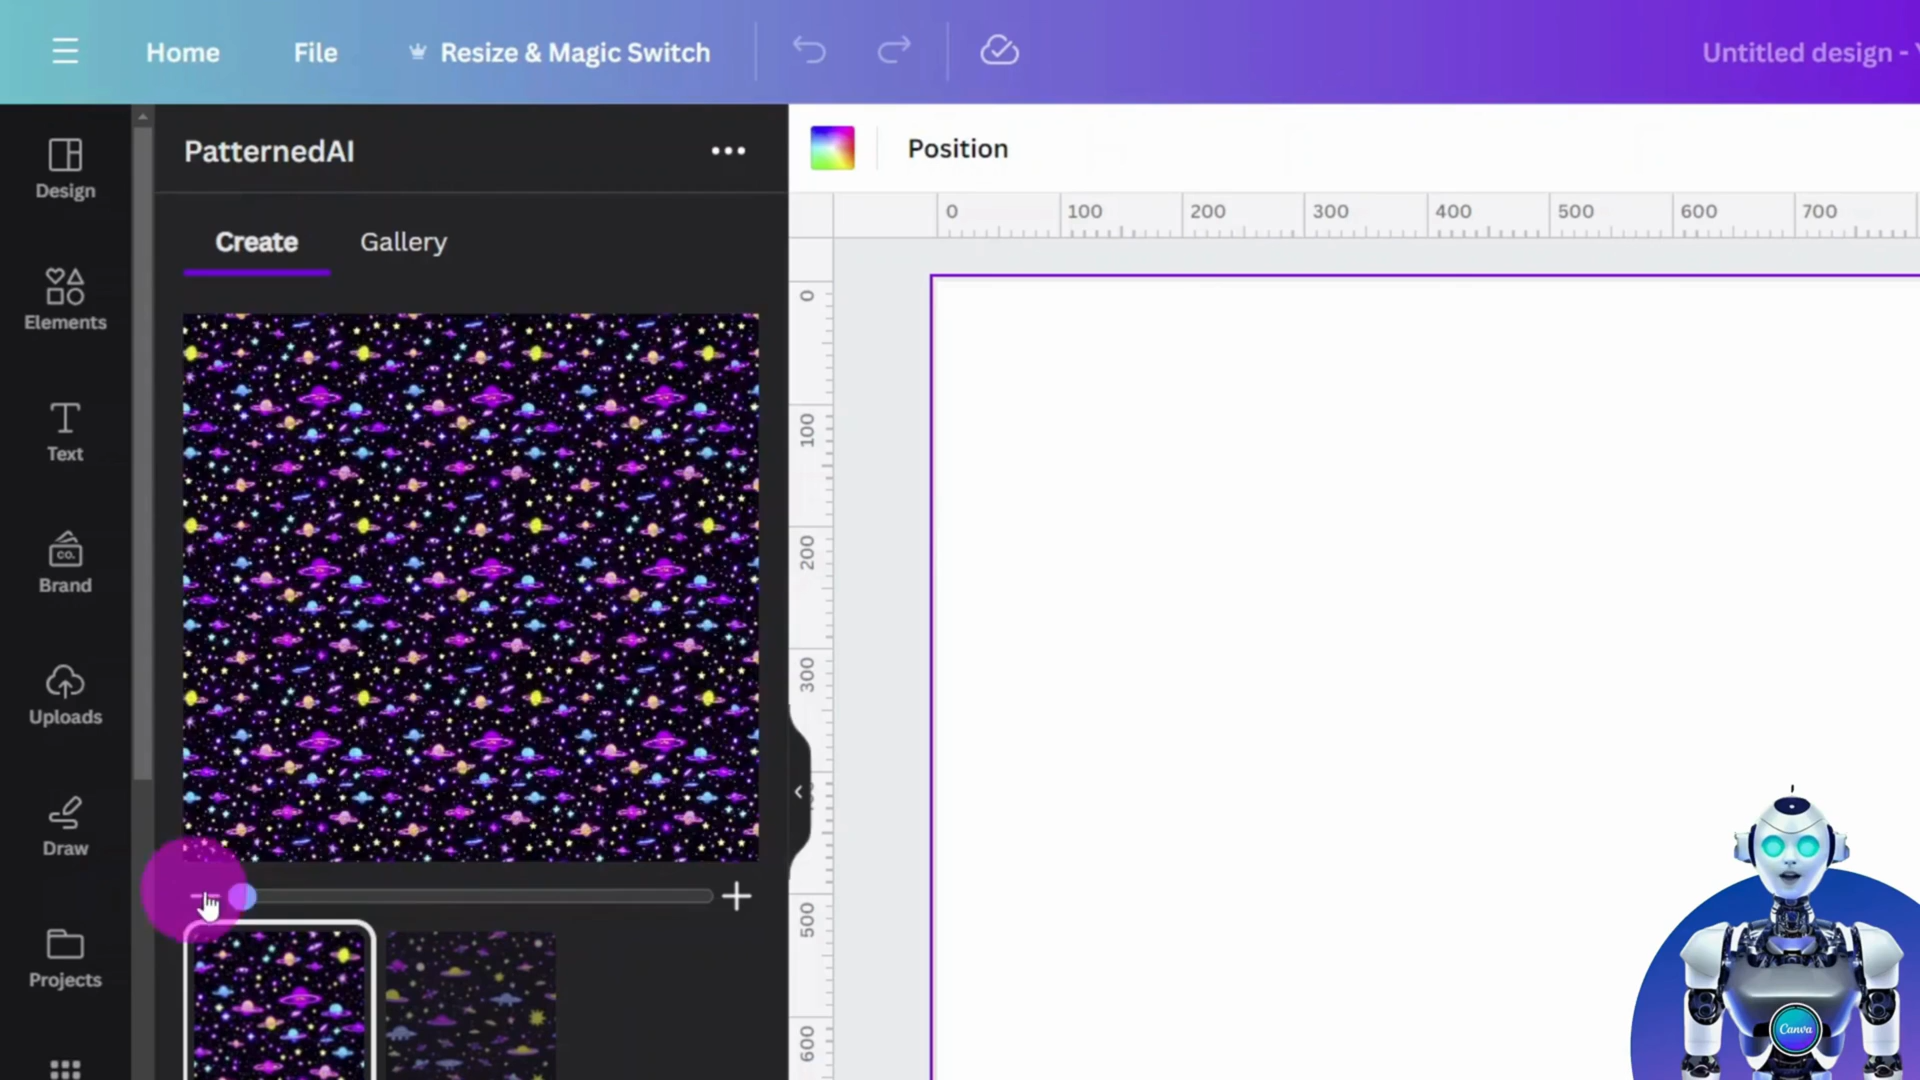 Home File Resize & Magic Switch Untitled design -
PatternedAI
Position
Create Gallery
0 100 200 300 400 500 600 700
0
100
200
300
500
600
Design
Elements
Text
CO.
Brand
Uploads
Draw
Projects
Canva